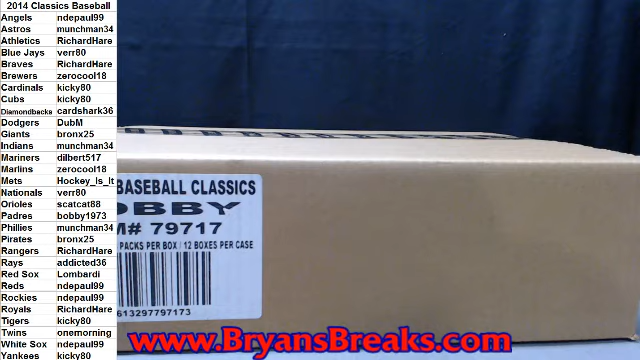 2014 Classics Baseball
Angels ndepaul99
Astros munchman34
Athletics RichardHare
Blue Jays verr80
Braves RichardHare
Brewers zerocool18
Cardinals kicky80
Cubs kicky80
Diamondbacks cardshark36
Dodgers DubM
Giants bronx25
Indians munchman34
Mariners dilbert517
Marlins zerocool18
Mets Hockey_Is_It
Nationals verr80
Orioles scatcat88
Padres bobby1973
Phillies munchman34
Pirates bronx25
Rangers RichardHare
Rays addicted36
Red Sox Lombardi
Reds ndepaul99
Rockies ndepaul99
Royals RichardHare
Tigers kicky80
Twins onemorning
White Sox ndepaul99
Yankees kicky80
BASEBALL CLASSICS
OBBY
M# 79717
PACKS PER BOX / 12 BOXES PER CASE
613297797173
www.BryansBreaks.com